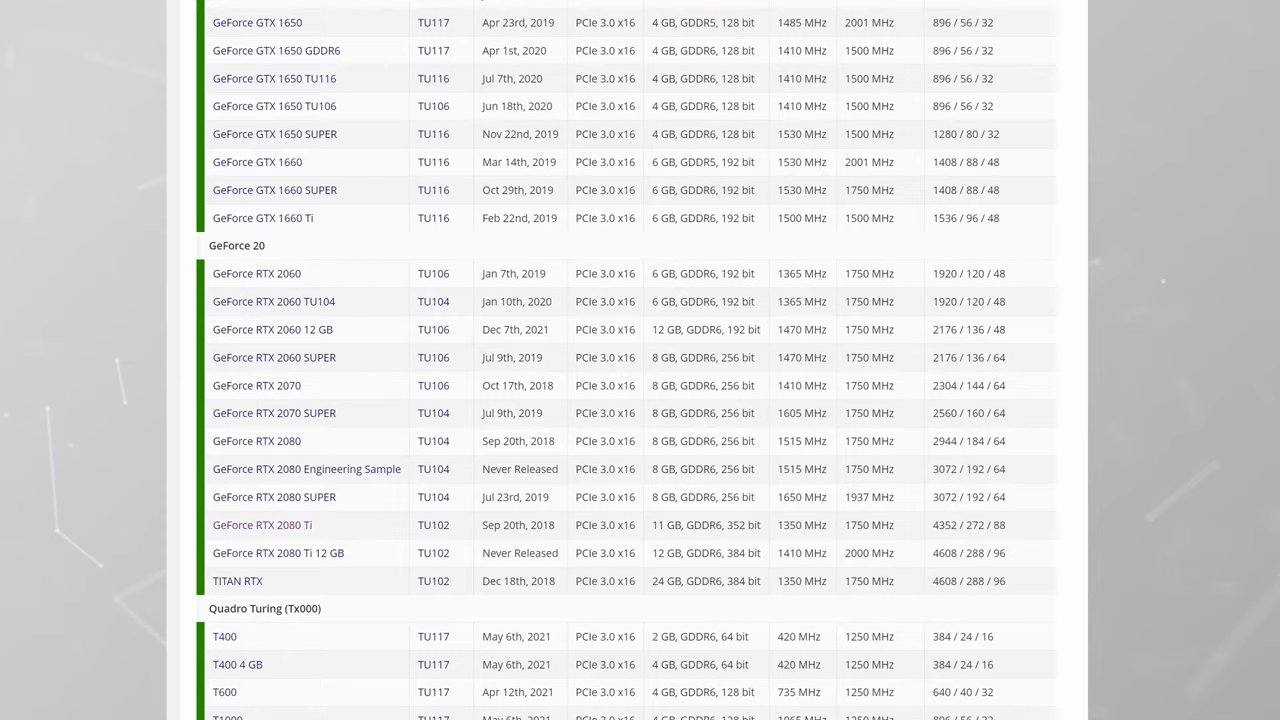 GeForce GTX 1650 TU117 Apr 23rd, 2019 PCIe 3.0 x16 4 GB, GDDR5, 128 bit 1485 MHz 2001 MHz 896 / 56 / 32
GeForce GTX 1650 GDDR6 TU117 Apr 1st, 2020 PCIe 3.0 x16 4 GB, GDDR6, 128 bit 1410 MHz 1500 MHz 896 / 56 / 32
GeForce GTX 1650 TU116 TU116 Jul 7th, 2020 PCIe 3.0 x16 4 GB, GDDR6, 128 bit 1410 MHz 1500 MHz 896 / 56 / 32
GeForce GTX 1650 TU106 TU106 Jun 18th, 2020 PCIe 3.0 x16 4 GB, GDDR6, 128 bit 1410 MHz 1500 MHz 896 / 56 / 32
GeForce GTX 1650 SUPER TU116 Nov 22nd, 2019 PCIe 3.0 x16 4 GB, GDDR6, 128 bit 1530 MHz 1500 MHz 1280 / 80 / 32
GeForce GTX 1660 TU116 Mar 14th, 2019 PCIe 3.0 x16 6 GB, GDDR5, 192 bit 1530 MHz 2001 MHz 1408 / 88 / 48
GeForce GTX 1660 SUPER TU116 Oct 29th, 2019 PCIe 3.0 x16 6 GB, GDDR6, 192 bit 1530 MHz 1750 MHz 1408 / 88 / 48
GeForce GTX 1660 Ti TU116 Feb 22nd, 2019 PCIe 3.0 x16 6 GB, GDDR6, 192 bit 1500 MHz 1500 MHz 1536 / 96 / 48
GeForce 20
GeForce RTX 2060 TU106 Jan 7th, 2019 PCIe 3.0 x16 6 GB, GDDR6, 192 bit 1365 MHz 1750 MHz 1920 / 120 / 48
GeForce RTX 2060 TU104 TU104 Jan 10th, 2020 PCIe 3.0 x16 6 GB, GDDR6, 192 bit 1365 MHz 1750 MHz 1920 / 120 / 48
GeForce RTX 2060 12 GB TU106 Dec 7th, 2021 PCIe 3.0 x16 12 GB, GDDR6, 192 bit 1470 MHz 1750 MHz 2176 / 136 / 48
GeForce RTX 2060 SUPER TU106 Jul 9th, 2019 PCIe 3.0 x16 8 GB, GDDR6, 256 bit 1470 MHz 1750 MHz 2176 / 136 / 64
GeForce RTX 2070 TU106 Oct 17th, 2018 PCIe 3.0 x16 8 GB, GDDR6, 256 bit 1410 MHz 1750 MHz 2304 / 144 / 64
GeForce RTX 2070 SUPER TU104 Jul 9th, 2019 PCIe 3.0 x16 8 GB, GDDR6, 256 bit 1605 MHz 1750 MHz 2560 / 160 / 64
GeForce RTX 2080 TU104 Sep 20th, 2018 PCIe 3.0 x16 8 GB, GDDR6, 256 bit 1515 MHz 1750 MHz 2944 / 184 / 64
GeForce RTX 2080 Engineering Sample TU104 Never Released PCIe 3.0 x16 8 GB, GDDR6, 256 bit 1515 MHz 1750 MHz 3072 / 192 / 64
GeForce RTX 2080 SUPER TU104 Jul 23rd, 2019 PCIe 3.0 x16 8 GB, GDDR6, 256 bit 1650 MHz 1937 MHz 3072 / 192 / 64
GeForce RTX 2080 Ti TU102 Sep 20th, 2018 PCIe 3.0 x16 11 GB, GDDR6, 352 bit 1350 MHz 1750 MHz 4352 / 272 / 88
GeForce RTX 2080 Ti 12 GB TU102 Never Released PCIe 3.0 x16 12 GB, GDDR6, 384 bit 1410 MHz 2000 MHz 4608 / 288 / 96
TITAN RTX TU102 Dec 18th, 2018 PCIe 3.0 x16 24 GB, GDDR6, 384 bit 1350 MHz 1750 MHz 4608 / 288 / 96
Quadro Turing (Tx000)
T400 TU117 May 6th, 2021 PCIe 3.0 x16 2 GB, GDDR6, 64 bit 420 MHz 1250 MHz 384 / 24 / 16
T400 4 GB TU117 May 6th, 2021 PCIe 3.0 x16 4 GB, GDDR6, 64 bit 420 MHz 1250 MHz 384 / 24 / 16
T600 TU117 Apr 12th, 2021 PCIe 3.0 x16 4 GB, GDDR6, 128 bit 735 MHz 1250 MHz 640 / 40 / 32